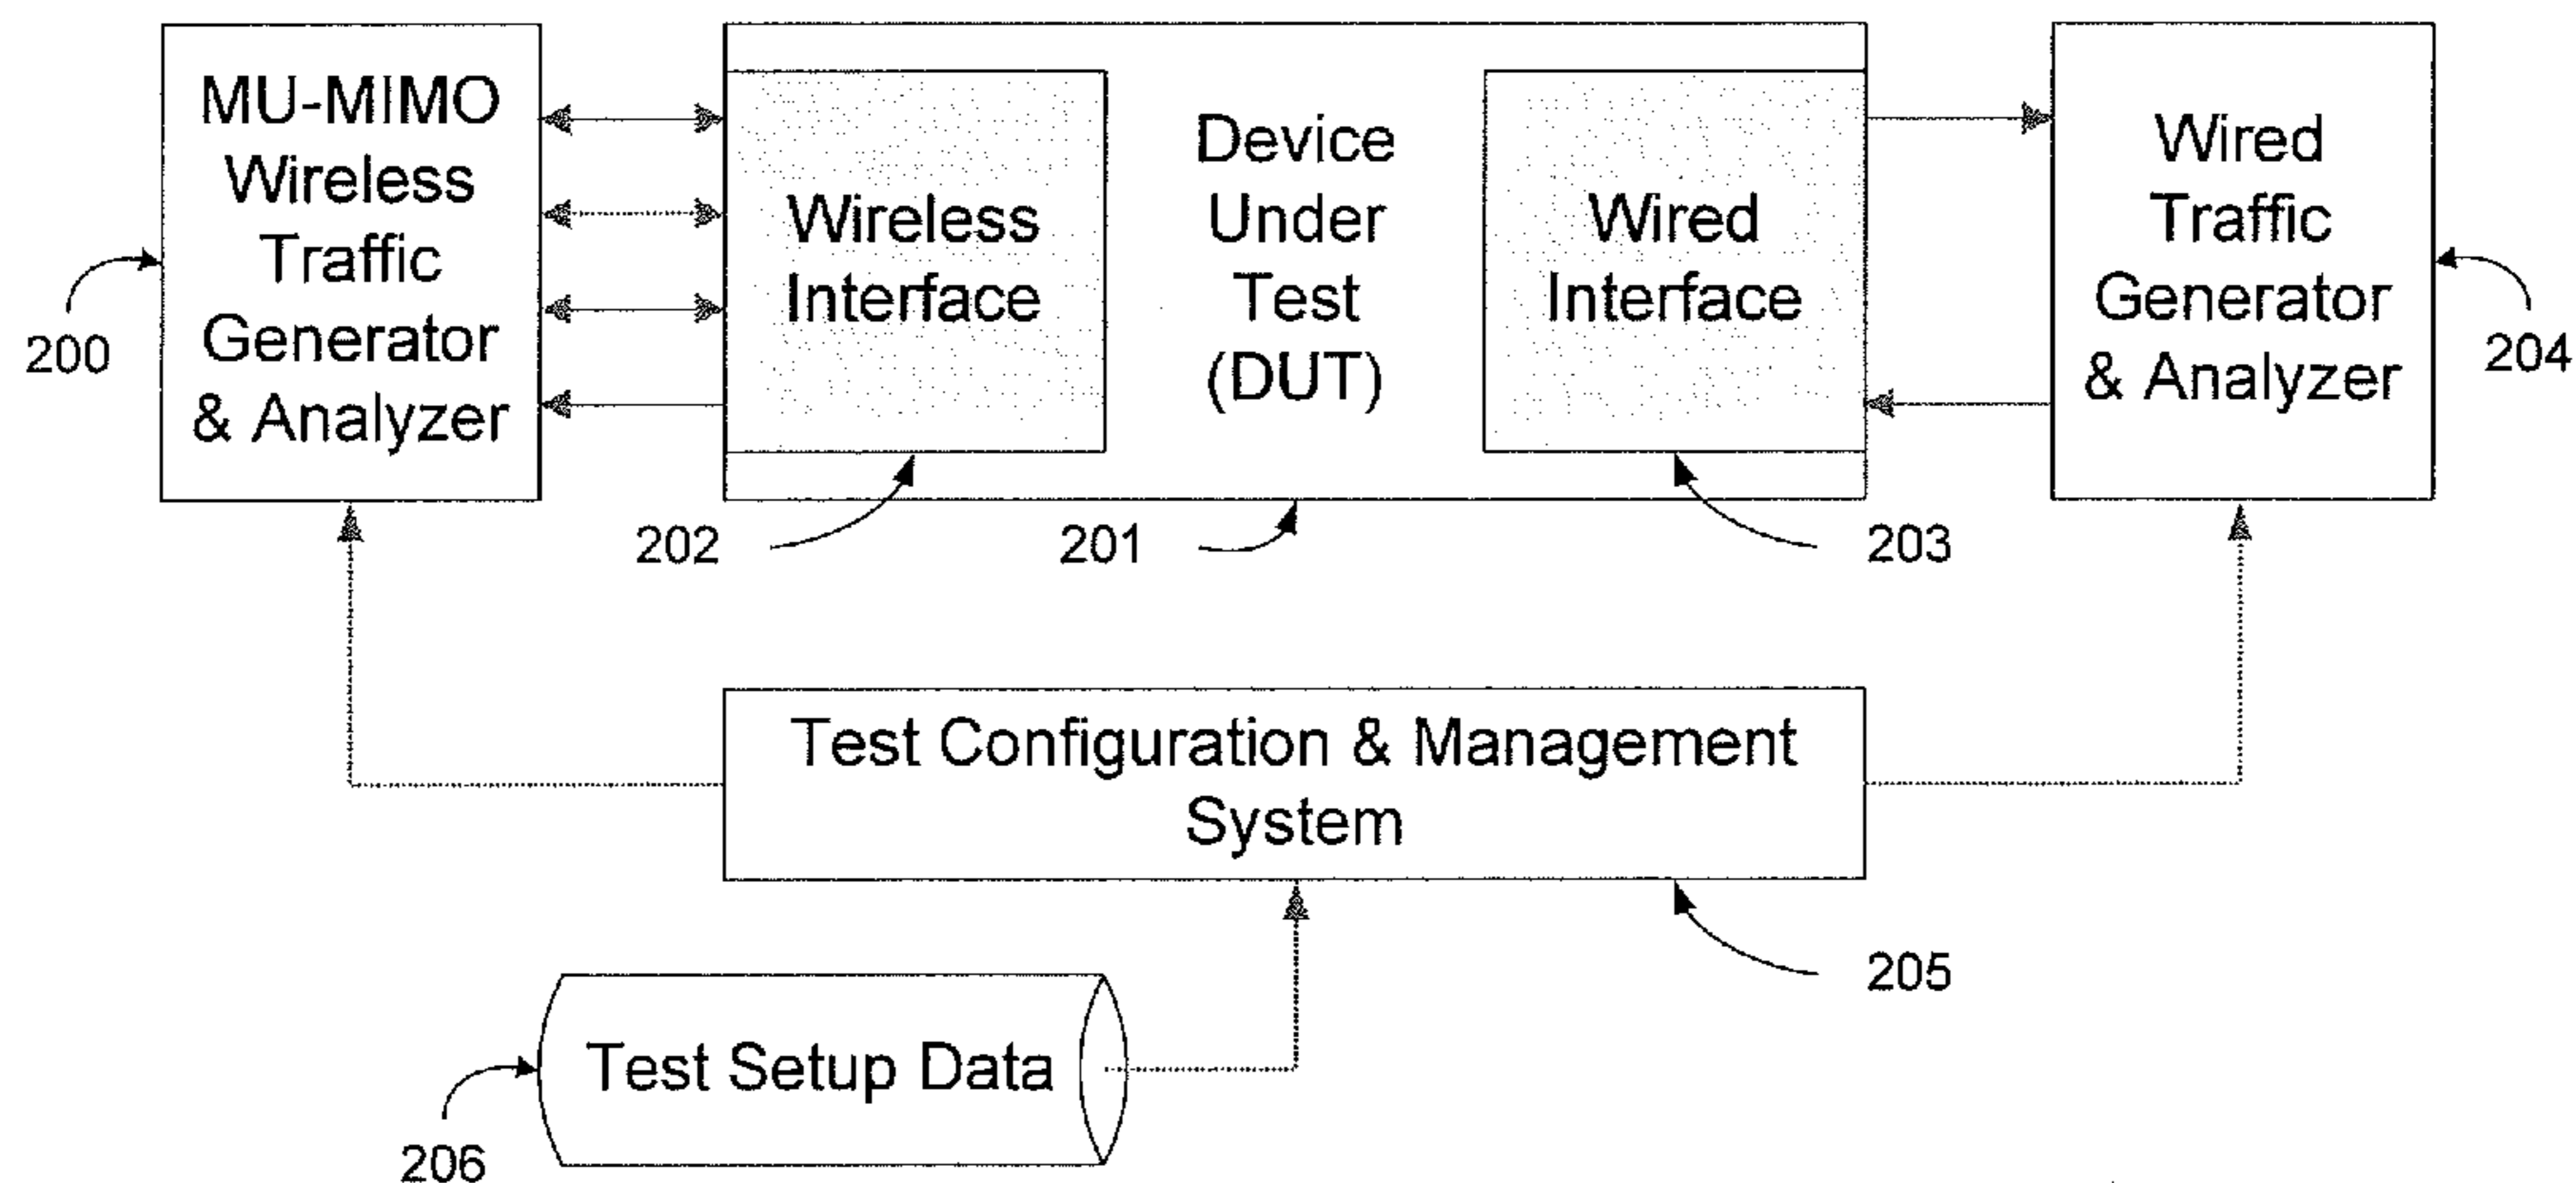 MU-MIMO
Wireless
Traffic
Generator
& Analyzer
Wireless
Interface
Device
Under
Test
(DUT)
Wired
Interface
Wired
Traffic
Generator
& Analyzer
200
204
202
201
203
Test Configuration & Management
System
205
Test Setup Data
206